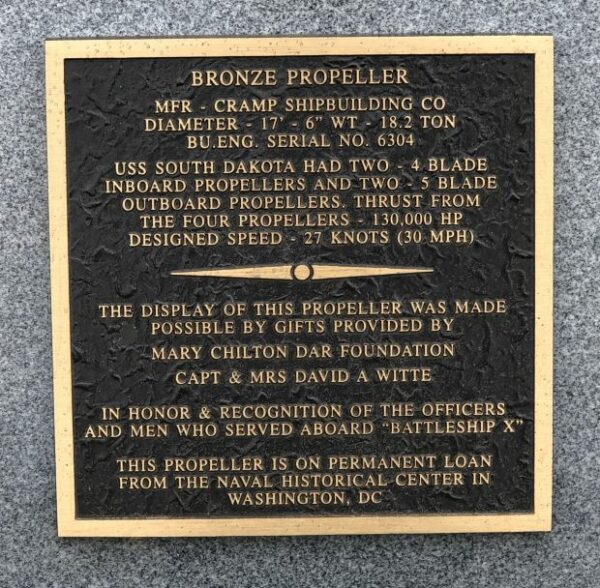 BRONZE PROPELLER
MFR - CRAMP SHIPBUILDING CO
DIAMETER - 17' - 6" WT - 18.2 TON
BU.ENG. SERIAL NO. 6304
USS SOUTH DAKOTA HAD TWO - 4 BLADE
INBOARD PROPELLERS AND TWO - 5 BLADE
OUTBOARD PROPELLERS. THRUST FROM
THE FOUR PROPELLERS - 130,000 HP
DESIGNED SPEED - 27 KNOTS (30 MPH)
THE DISPLAY OF THIS PROPELLER WAS MADE
POSSIBLE BY GIFTS PROVIDED BY
MARY CHILTON DAR FOUNDATION
CAPT & MRS DAVID A WITTE
IN HONOR & RECOGNITION OF THE OFFICERS
AND MEN WHO SERVED ABOARD "BATTLESHIP X"
THIS PROPELLER IS ON PERMANENT LOAN
FROM THE NAVAL HISTORICAL CENTER IN
WASHINGTON, DC